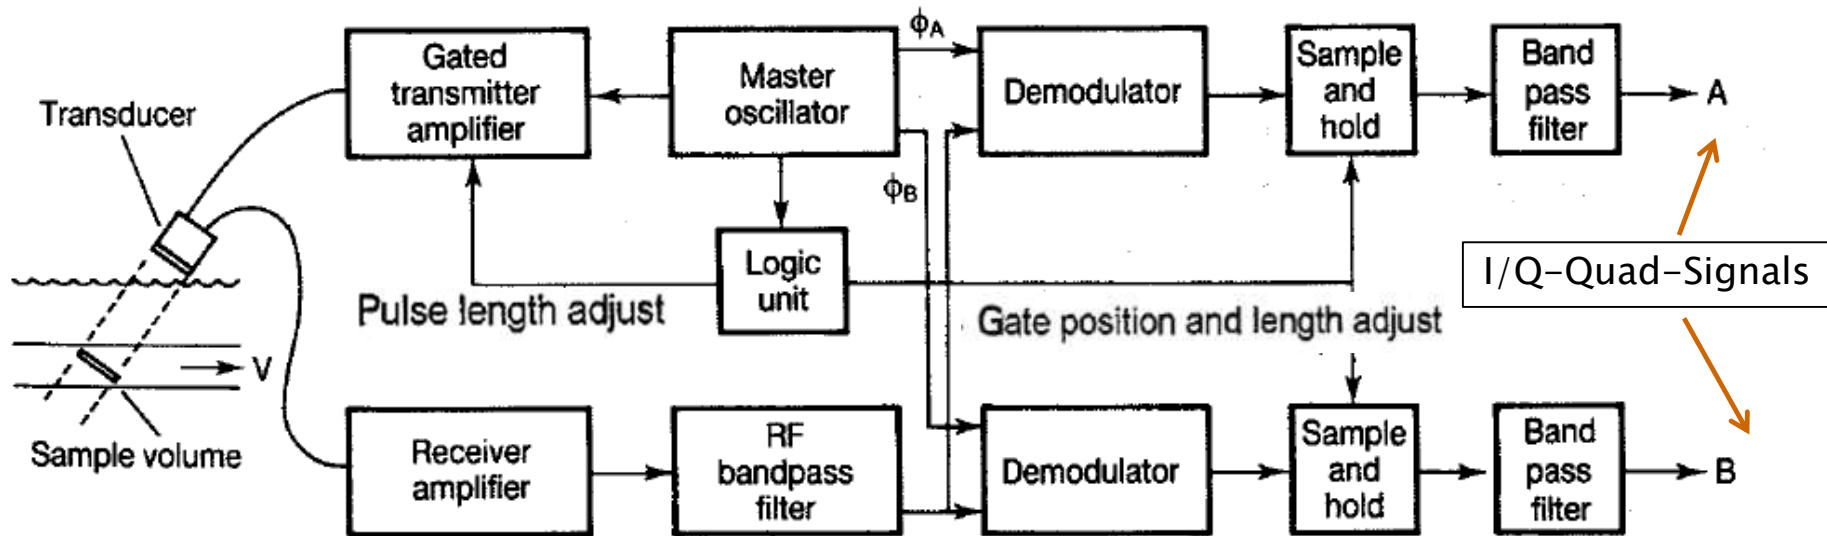 Transducer
Gated
transmitter
amplifier
Master
oscillator
ϕA
ϕB
Demodulator
Sample
and
hold
Band
pass
filter
A
Logic
unit
Pulse length adjust
Gate position and length adjust
I/Q-Quad-Signals
V
Sample volume
Receiver
amplifier
RF
bandpass
filter
Demodulator
Sample
and
hold
Band
pass
filter
B